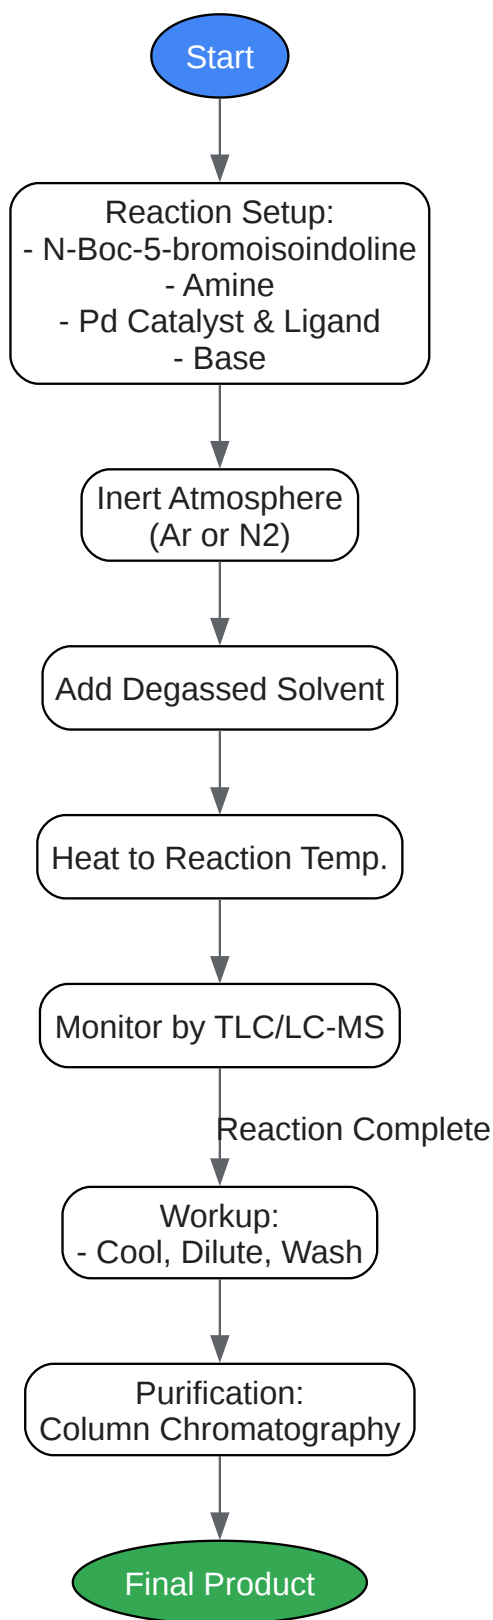 Start
Reaction Setup:
- N-Boc-5-bromoisoindoline
- Amine
- Pd Catalyst & Ligand
- Base
Inert Atmosphere
(Ar or N2)
Add Degassed Solvent
Heat to Reaction Temp.
Monitor by TLC/LC-MS
Reaction Complete
Workup:
- Cool, Dilute, Wash
Purification:
Column Chromatography
Final Product